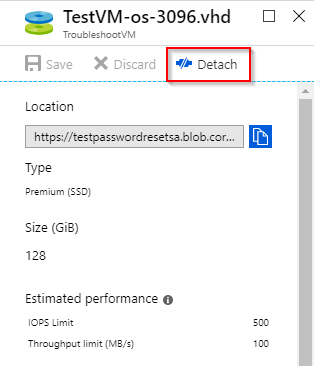 TestVM-os-3096.vhd
TroubleshootVM
Save Discard Detach
Location
https://testpasswordresetsa.blob.cor...
Type
Premium (SSD)
Size (GiB)
128
Estimated performance
IOPS Limit 500
Throughput limit (MB/s) 100